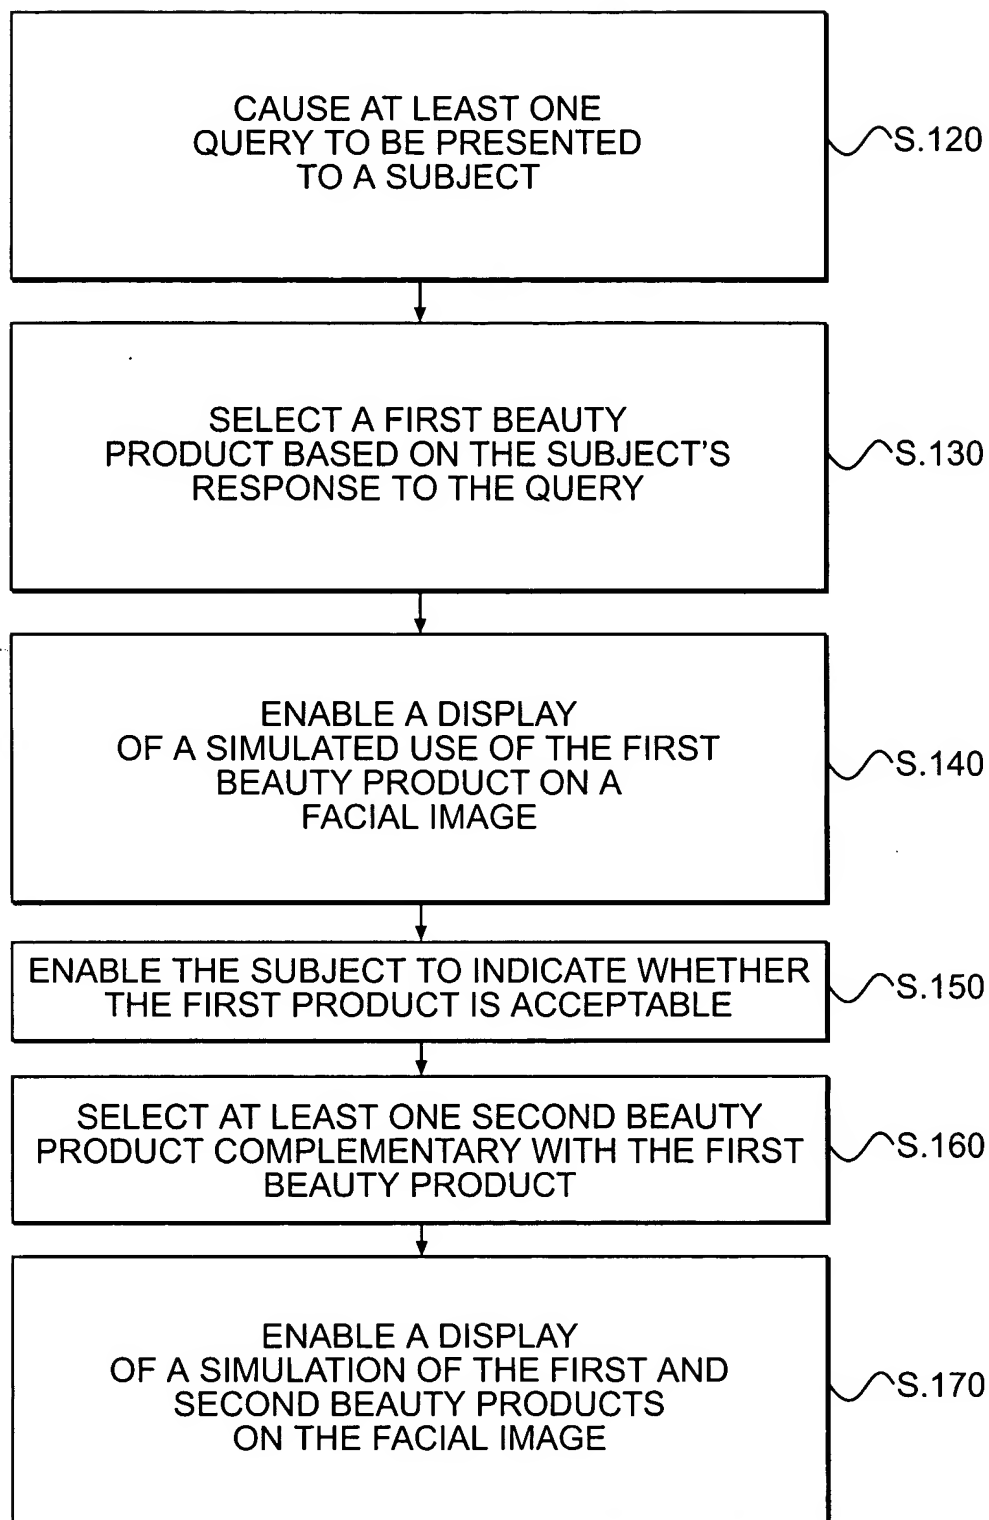 CAUSE AT LEAST ONE
QUERY TO BE PRESENTED
TO A SUBJECT
S.120
SELECT A FIRST BEAUTY
PRODUCT BASED ON THE SUBJECT'S
RESPONSE TO THE QUERY
S.130
ENABLE A DISPLAY
OF A SIMULATED USE OF THE FIRST
BEAUTY PRODUCT ON A
FACIAL IMAGE
S.140
ENABLE THE SUBJECT TO INDICATE WHETHER
THE FIRST PRODUCT IS ACCEPTABLE
S.150
SELECT AT LEAST ONE SECOND BEAUTY
PRODUCT COMPLEMENTARY WITH THE FIRST
BEAUTY PRODUCT
S.160
ENABLE A DISPLAY
OF A SIMULATION OF THE FIRST AND
SECOND BEAUTY PRODUCTS
ON THE FACIAL IMAGE
S.170